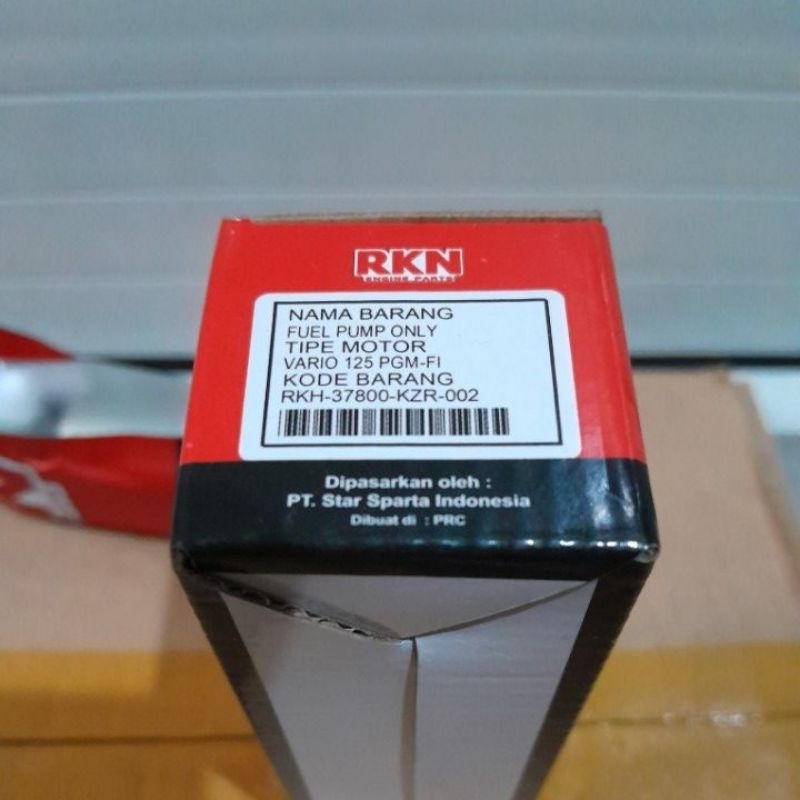 RKN
ENGINE PARTS
NAMA BARANG
FUEL PUMP ONLY
TIPE MOTOR
VARIO 125 PGM-FI
KODE BARANG
RKH-37800-KZR-002
Dipasarkan oleh :
PT. Star Sparta Indonesia
Dibuat di : PRC